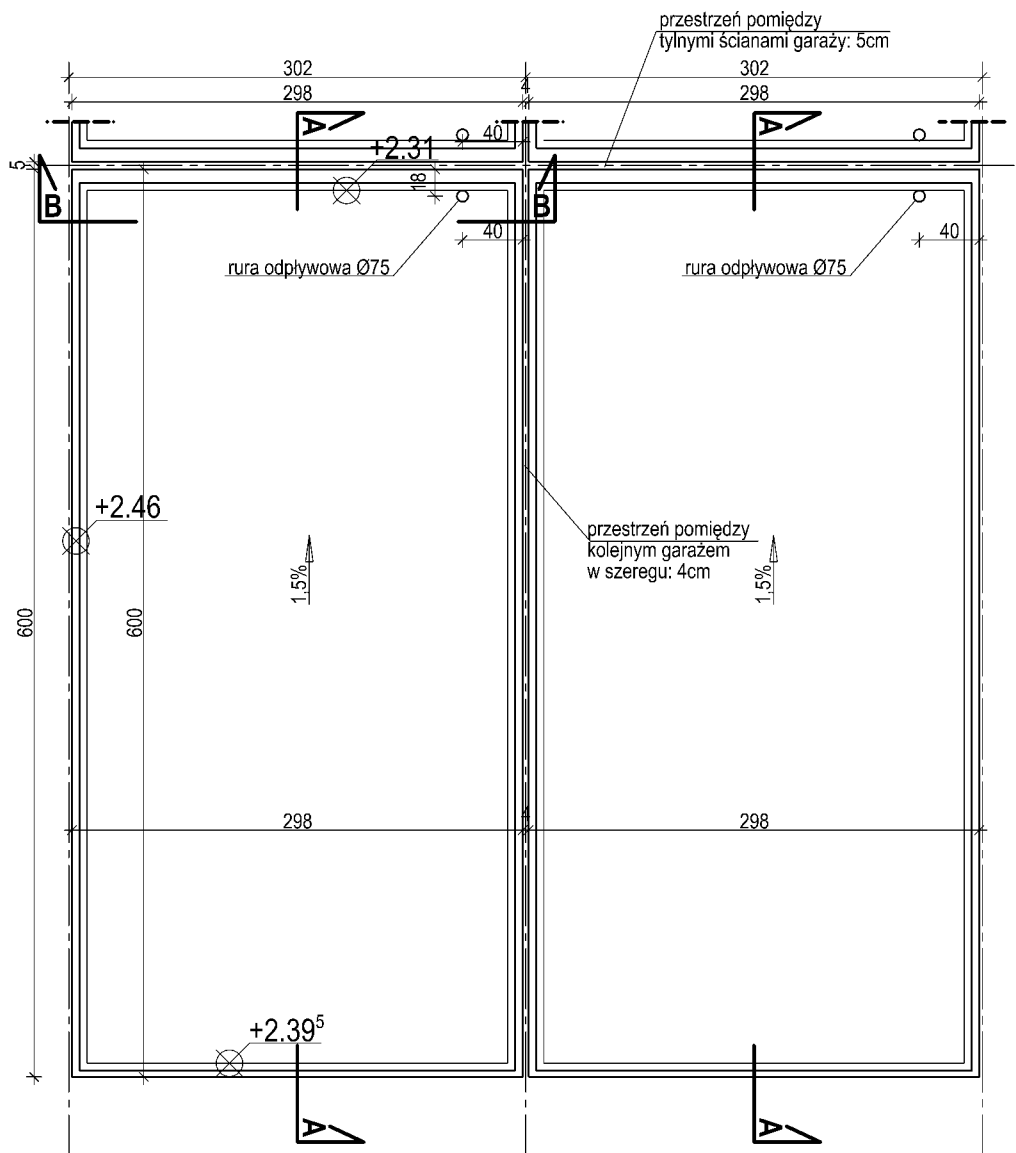 przestrzeń pomiędzy
tylnymi ścianami garaży: 5cm
302
302
298
4
298
A
A
40
5
+2.31
18
B
B
40
40
rura odpływowa Ø75
rura odpływowa Ø75
+2.46
przestrzeń pomiędzy
kolejnym garażem
w szeregu: 4cm
1,5%
1,5%
600
600
298
4
298
+2.39⁵
A
A